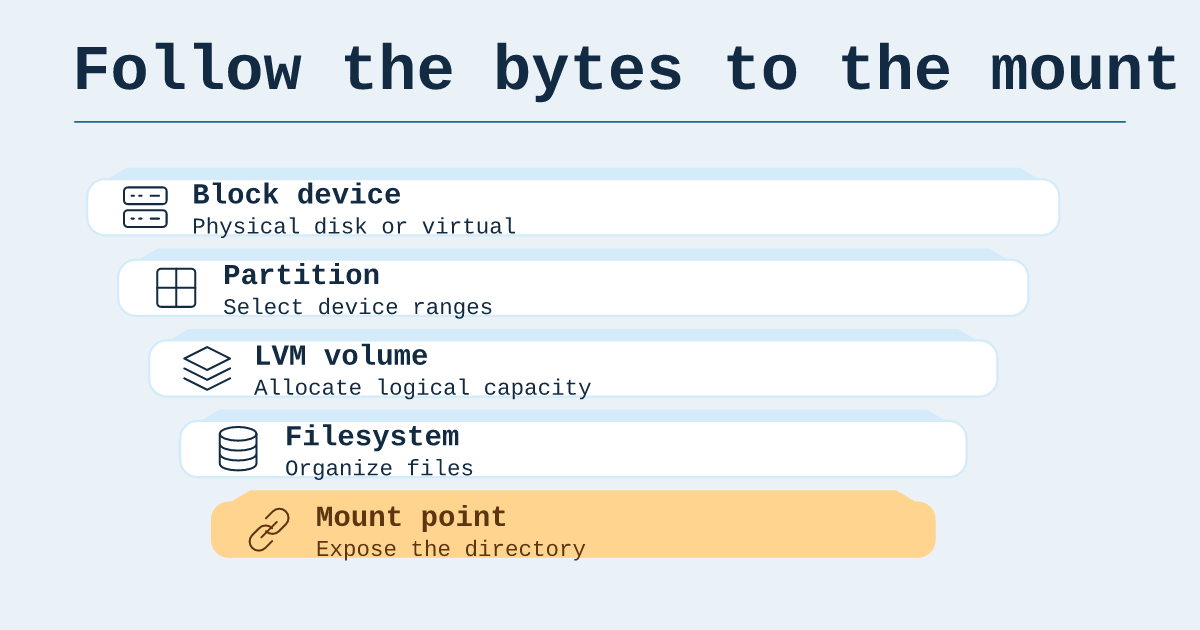 Follow the bytes to the mount
Block device
Physical disk or virtual
Partition
Select device ranges
LVM volume
Allocate logical capacity
Filesystem
Organize files
Mount point
Expose the directory